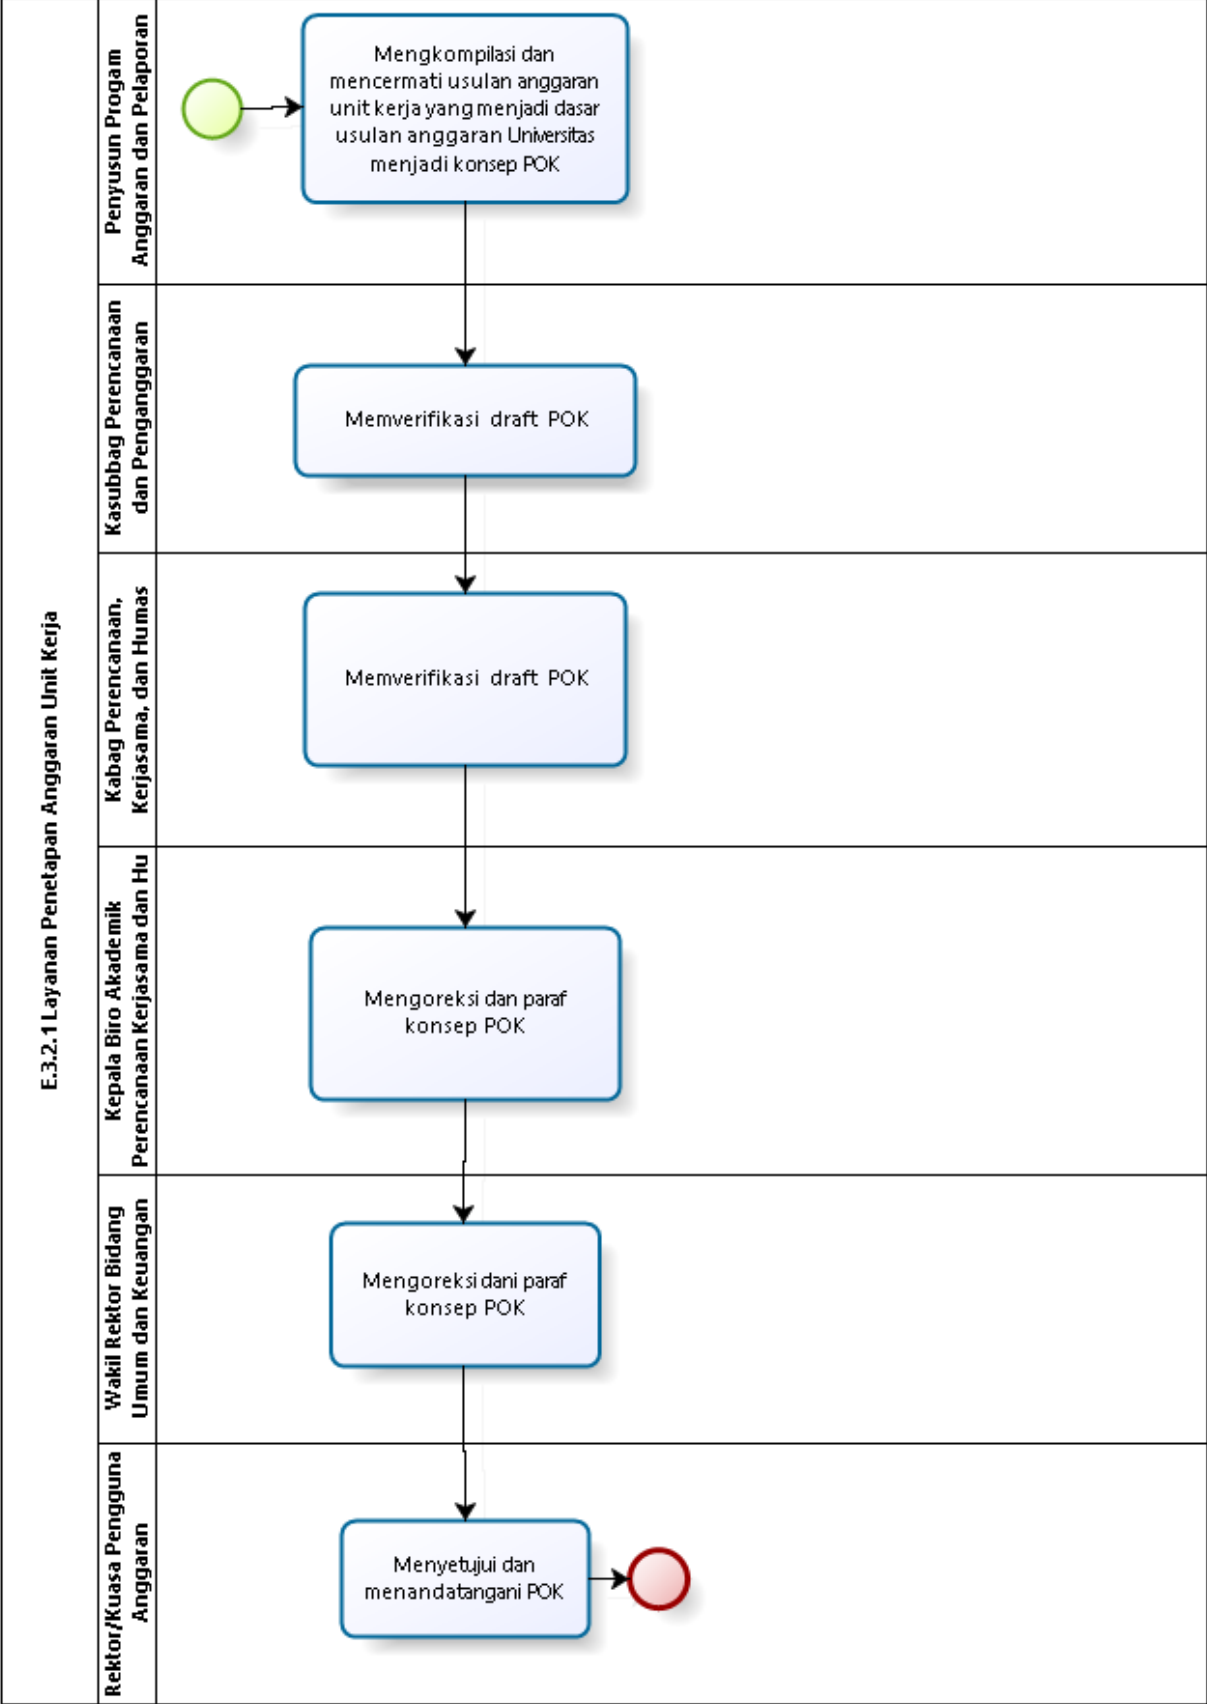 E.3.2.1 Layanan Penetapan Anggaran Unit Kerja
Penyusun Progam
Anggaran dan Pelaporan
Mengkompilasi dan
mencermati usulan anggaran
unit kerja yang menjadi dasar
usulan anggaran Universitas
menjadi konsep POK
Kasubbag Perencanaan
dan Penganggaran
Memverifikasi draft POK
Kabag Perencanaan,
Kerjasama, dan Humas
Memverifikasi draft POK
Kepala Biro Akademik
Perencanaan Kerjasama dan Hu
Mengoreksi dan paraf
konsep POK
Wakil Rektor Bidang
Umum dan Keuangan
Mengoreksi dani paraf
konsep POK
Rektor/Kuasa Pengguna
Anggaran
Menyetujui dan
menandatangani POK